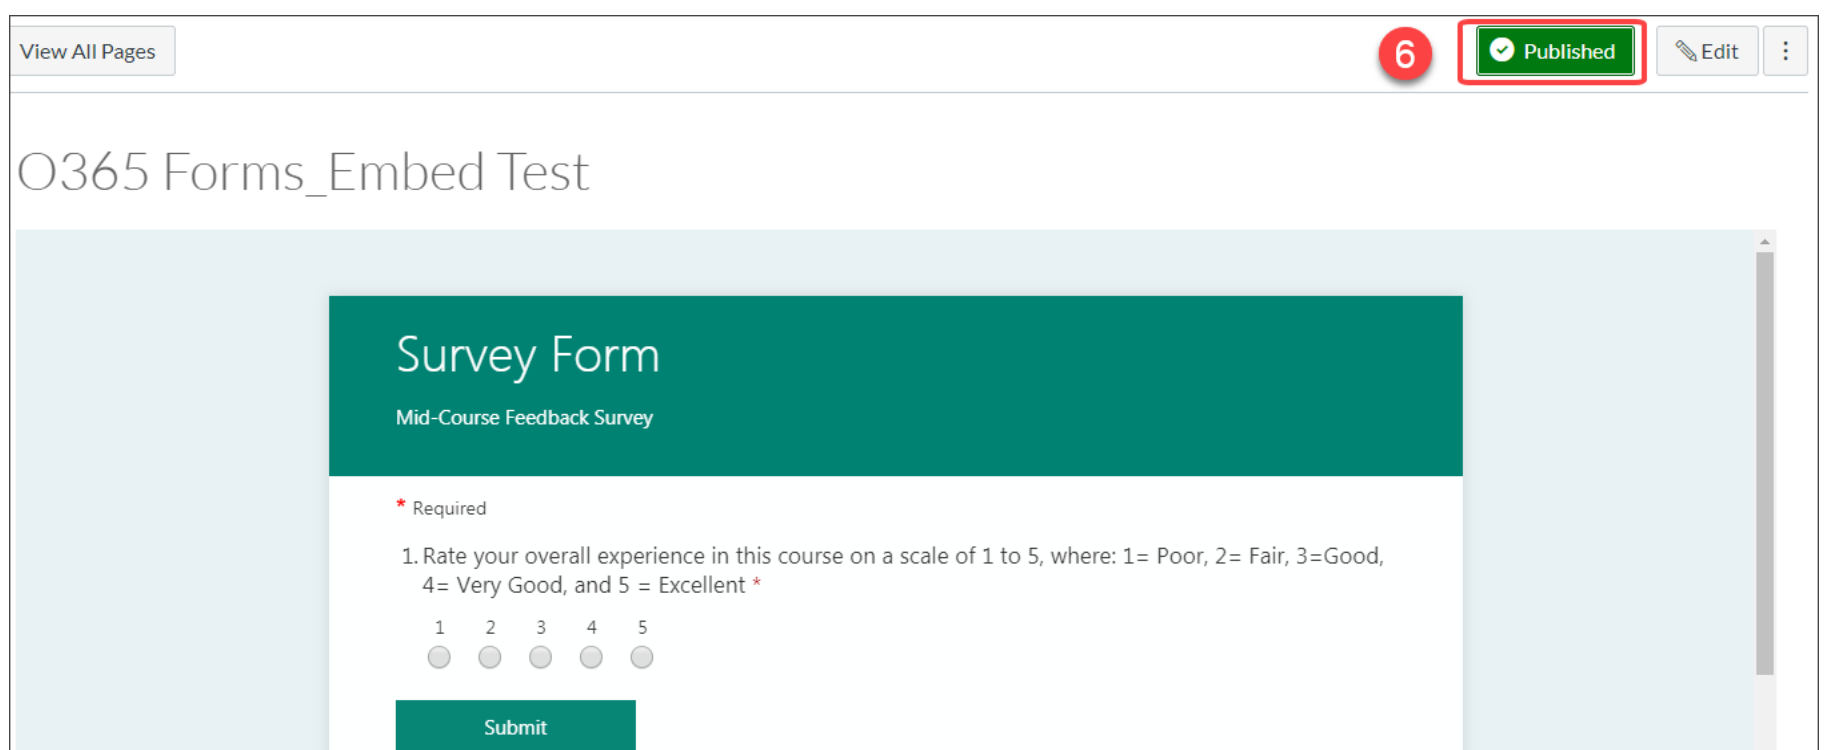 View All Pages
6
Published
Edit
O365 Forms_Embed Test
Survey Form
Mid-Course Feedback Survey
* Required
1. Rate your overall experience in this course on a scale of 1 to 5, where: 1= Poor, 2= Fair, 3=Good,
4= Very Good, and 5 = Excellent *
1 2 3 4 5
Submit